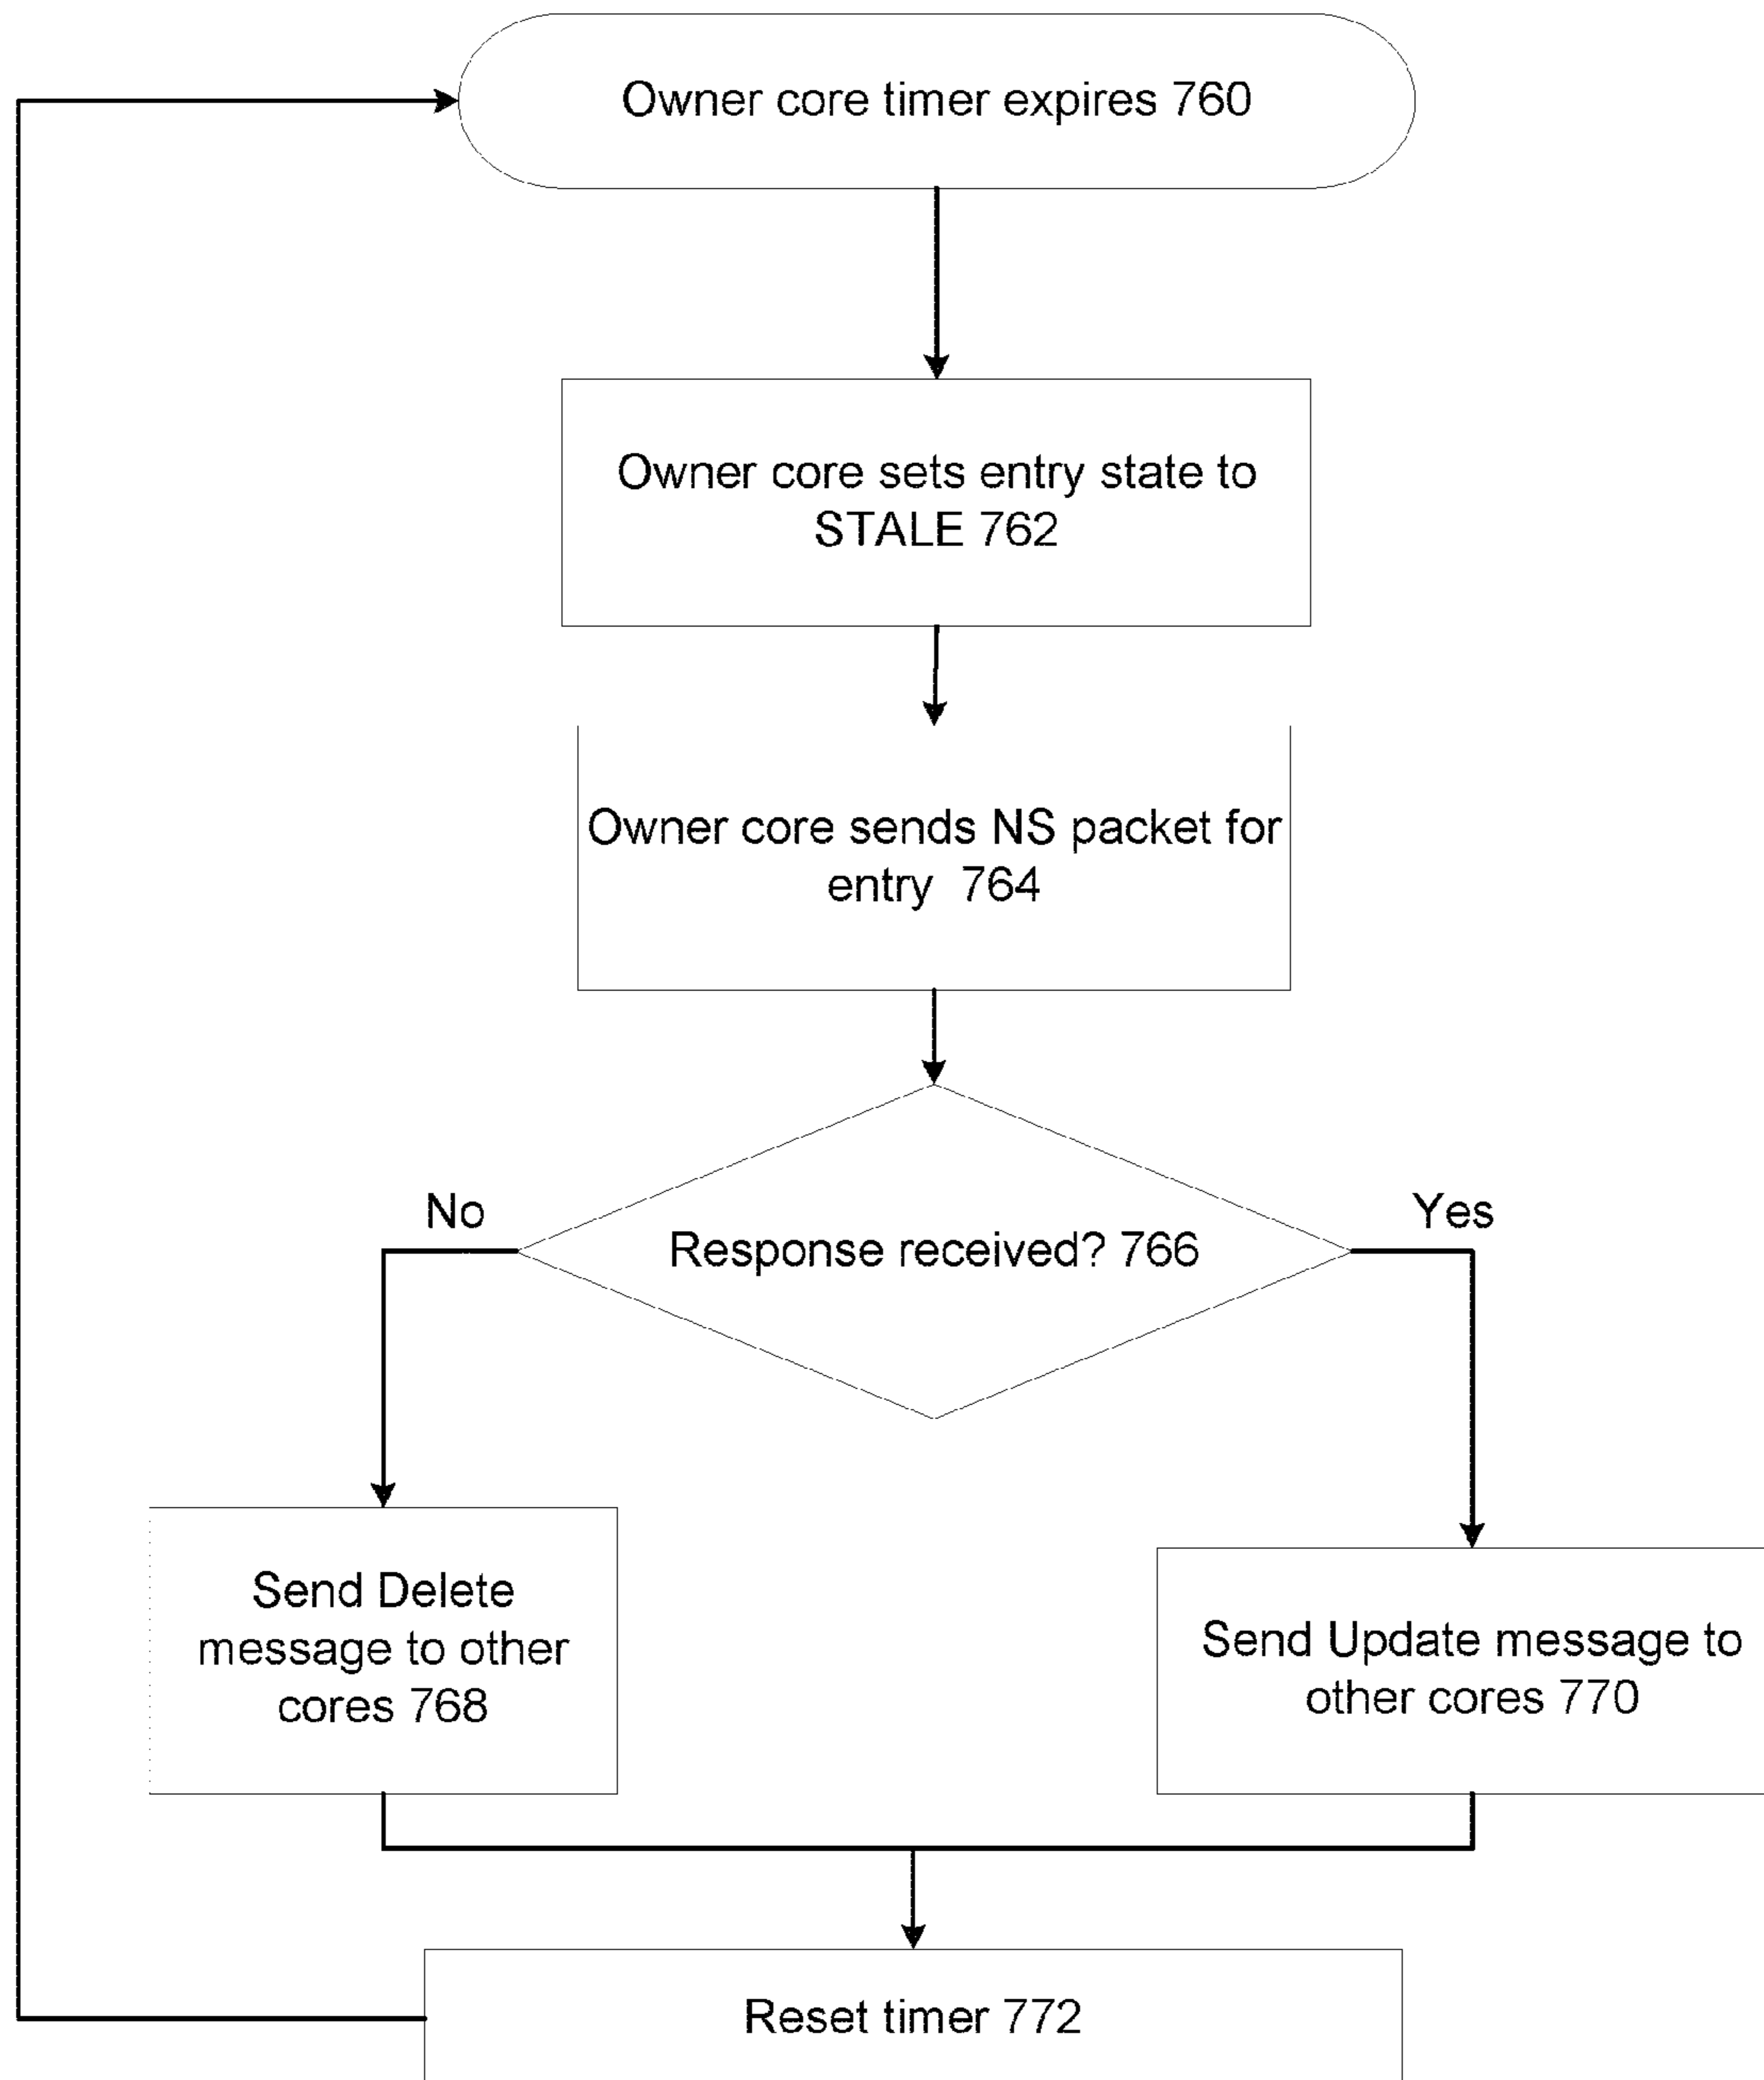 Owner core timer expires 760
Owner core sets entry state to
STALE 762
Owner core sends NS packet for
entry 764
Response received? 766
No
Yes
Send Delete
message to other
cores 768
Send Update message to
other cores 770
Reset timer 772